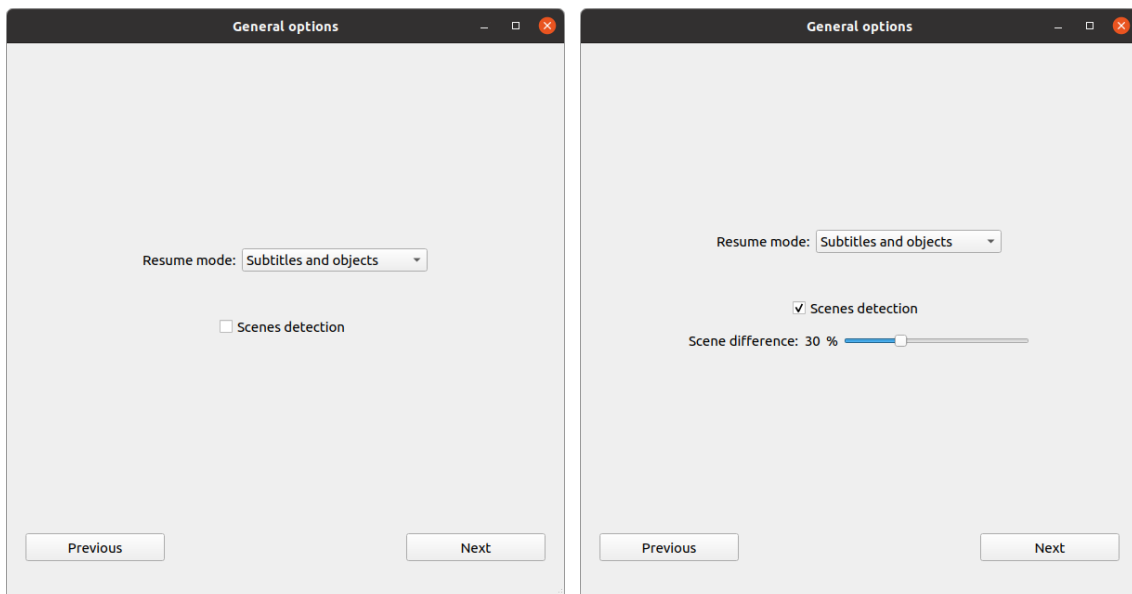 General options
Resume mode: Subtitles and objects
Scenes detection
Previous
Next
General options
Resume mode: Subtitles and objects
Scenes detection
Scene difference: 30 %
Previous
Next